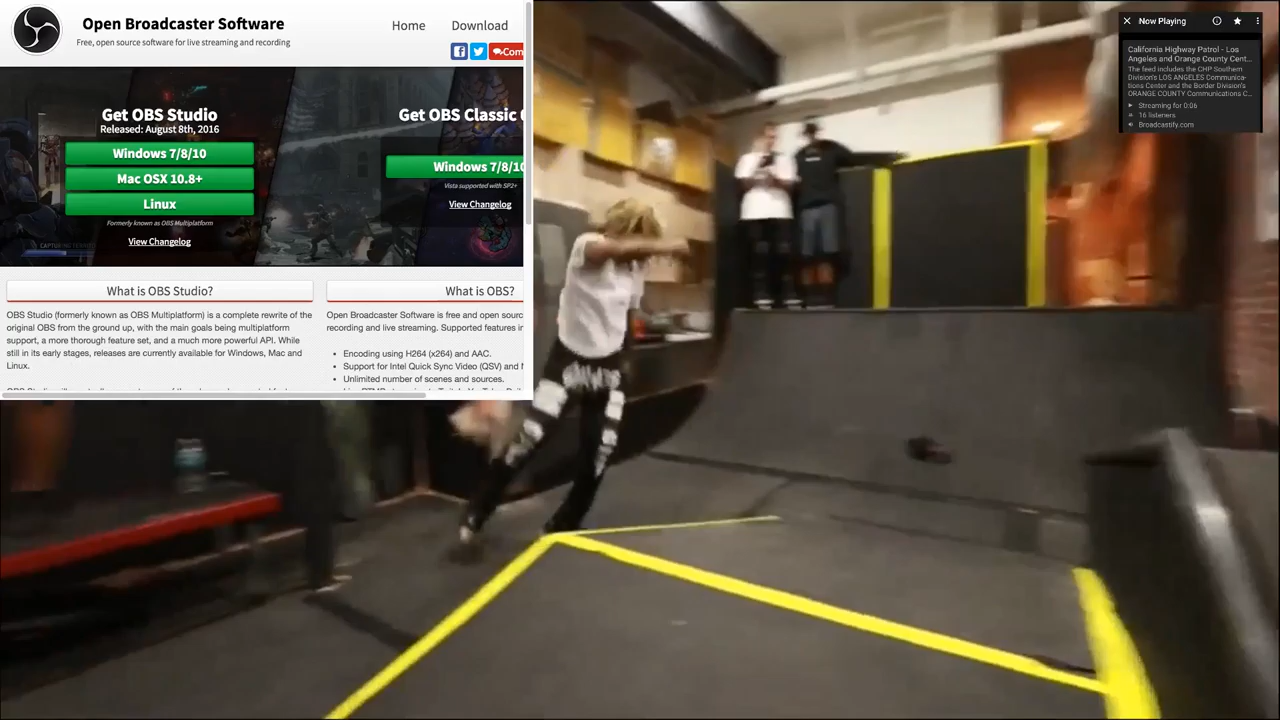 Open Broadcaster Software
Free, open source software for live streaming and recording
Home
Download
Com
Get OBS Studio
Released: August 8th, 2016
Windows 7/8/10
Mac OSX 10.8+
Linux
Formerly known as OBS Multiplatform
View Changelog
Get OBS Classic
Windows 7/8/10
Vista supported with SP2+
View Changelog
What is OBS Studio?
OBS Studio (formerly known as OBS Multiplatform) is a complete rewrite of the
original OBS from the ground up, with the main goals being multiplatform
support, a more thorough feature set, and a much more powerful API. While
still in its early stages, releases are currently available for Windows, Mac and
Linux.
What is OBS?
Open Broadcaster Software is free and open sourc
recording and live streaming. Supported features in
Encoding using H264 (x264) and AAC.
Support for Intel Quick Sync Video (QSV) and
Unlimited number of scenes and sources.
Now Playing
California Highway Patrol - Los
Angeles and Orange County Cent...
The feed includes the CHP Southern
Division's LOS ANGELES Communica-
tions Center and the Border Division's
ORANGE COUNTY Communications C...
Streaming for 0:06
16 listeners
Broadcastify.com